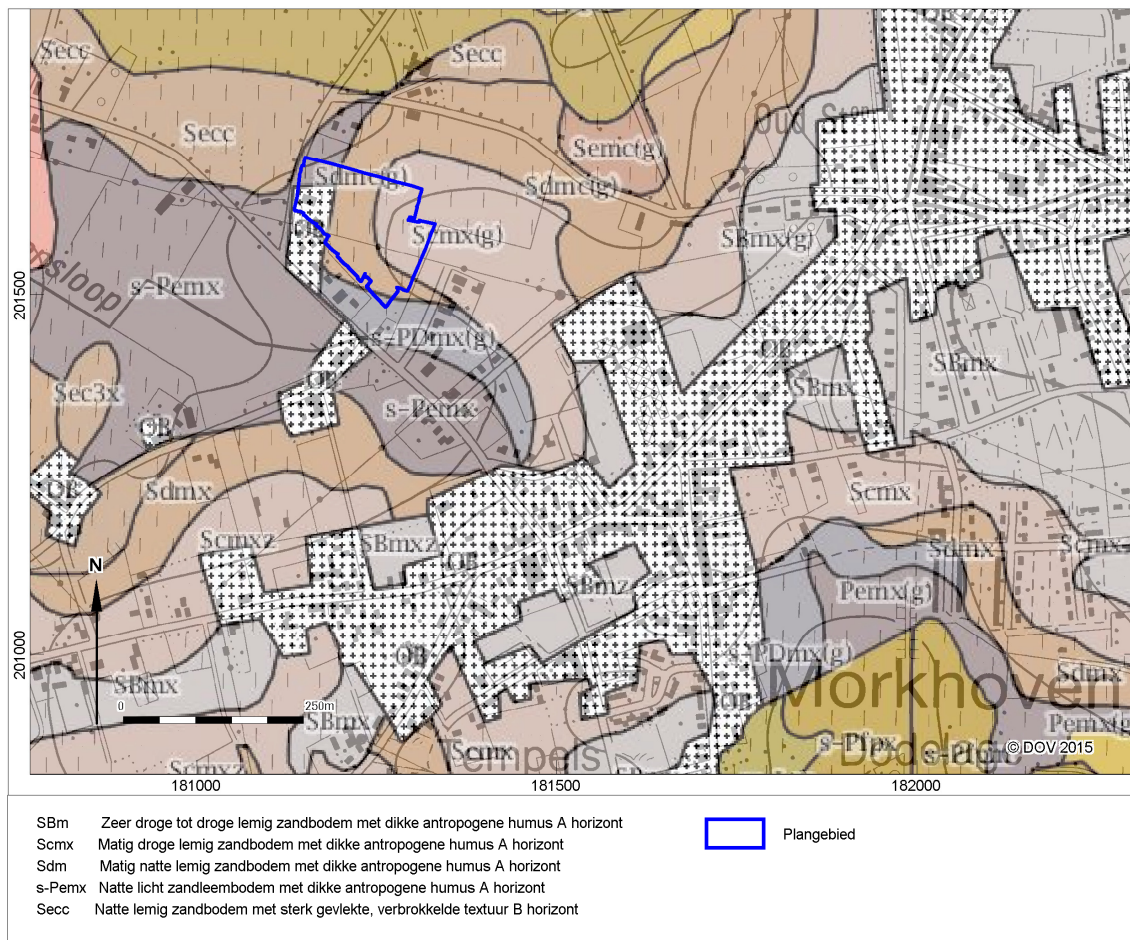 Secc
Secc
OB
Oud S
Secc
Semc(g)
Sdmc(g)
Sdmc(g)
OB
Scmx(g)
SBmx(g)
sloop
s-Pemx
201500
s-PDmx(g)
OB
SBmx
OB
SBmx
Sec3x
s-Pemx
OB
OB
Sdmx
Scmx
Scmxz
SBmxz
OB
Sdmx
Scmxz
N
SBmz
Pemx(g)
201000
OB
s-PDmx(g)
Sdmx
SBmx
Morkhoven
0
250m
OB
SBmx
Pemx(g
Scmx
s-Pfpx
s-Pfpx
© DOV 2015
Scmxz
181000
181500
182000
SBm Zeer droge tot droge lemig zandbodem met dikke antropogene humus A horizont
Scmx Matig droge lemig zandbodem met dikke antropogene humus A horizont
Sdm Matig natte lemig zandbodem met dikke antropogene humus A horizont
s-Pemx Natte licht zandleembodem met dikke antropogene humus A horizont
Secc Natte lemig zandbodem met sterk gevlekte, verbrokkelde textuur B horizont
Plangebied